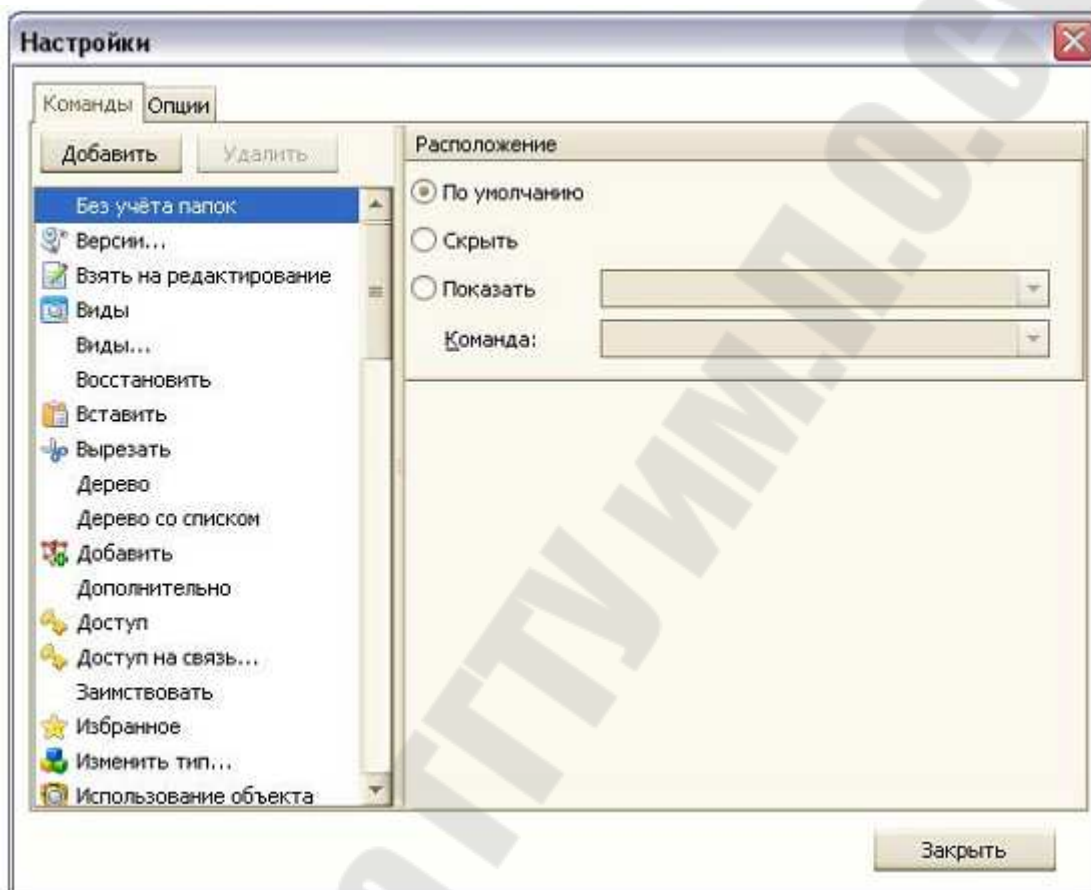 Настройки
Команды Опции
Добавить Удалить
Расположение
Без учёта папок
Версии...
Взять на редактирование
Виды
Виды...
Восстановить
Вставить
Вырезать
Дерево
Дерево со списком
Добавить
Дополнительно
Доступ
Доступ на связь...
Заимствовать
Избранное
Изменить тип...
Использование объекта
По умолчанию
Скрыть
Показать
Команда:
Закрыть
ГГТУ ИМ.П.О.